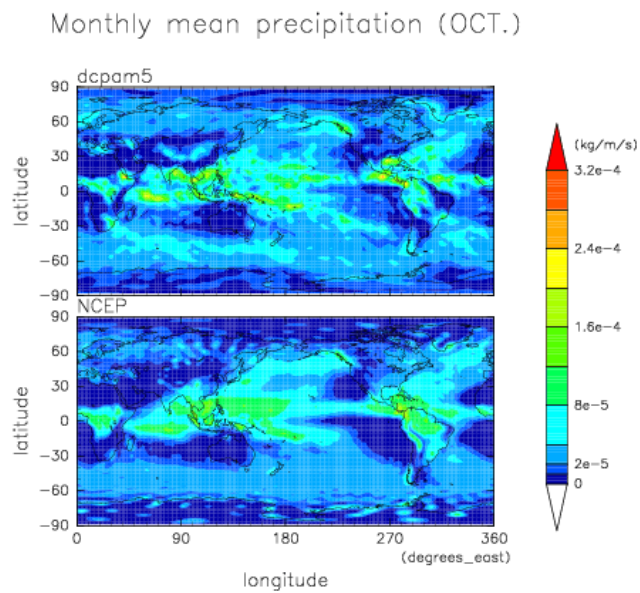 Monthly mean precipitation (OCT.)
dcpam5
90
60
30
0
−30
−60
−90
latitude
NCEP
90
60
30
0
−30
−60
−90
latitude
0 90 180 270 360
(degrees_east)
longitude
(kg/m/s)
3.2e−4
2.4e−4
1.6e−4
8e−5
2e−5
0